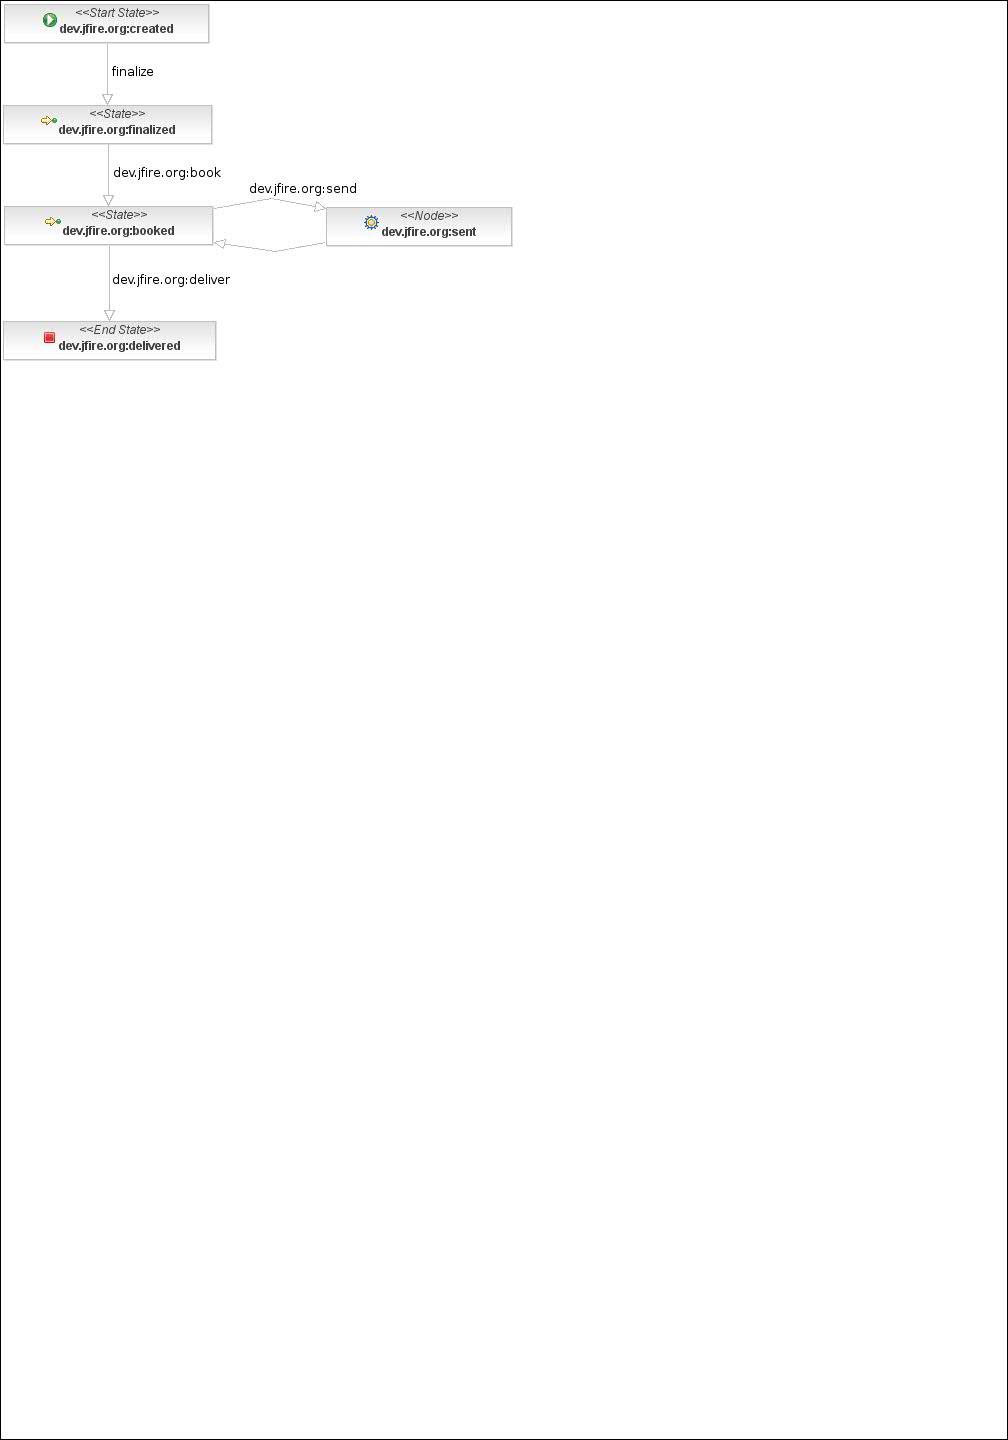 <<Start State>>
dev.jfire.org:created
finalize
<<State>>
dev.jfire.org:finalized
dev.jfire.org:book
dev.jfire.org:send
<<State>>
dev.jfire.org:booked
<<Node>>
dev.jfire.org:sent
dev.jfire.org:deliver
<<End State>>
dev.jfire.org:delivered